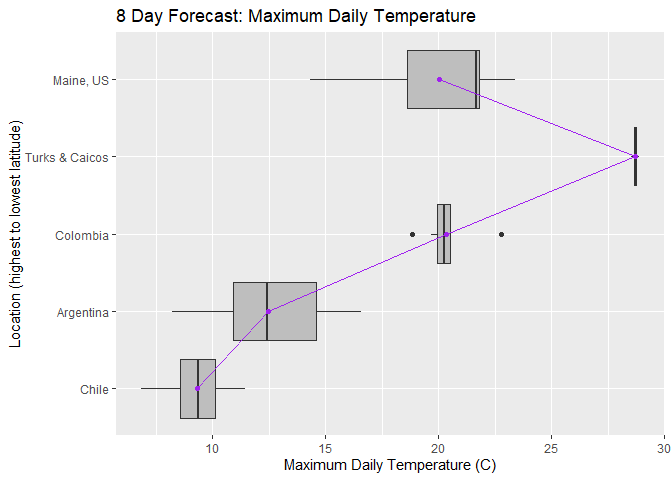 8 Day Forecast: Maximum Daily Temperature
Location (highest to lowest latitude)
Maine, US
Turks & Caicos
Colombia
Argentina
Chile
10 15 20 25 30
Maximum Daily Temperature (C)